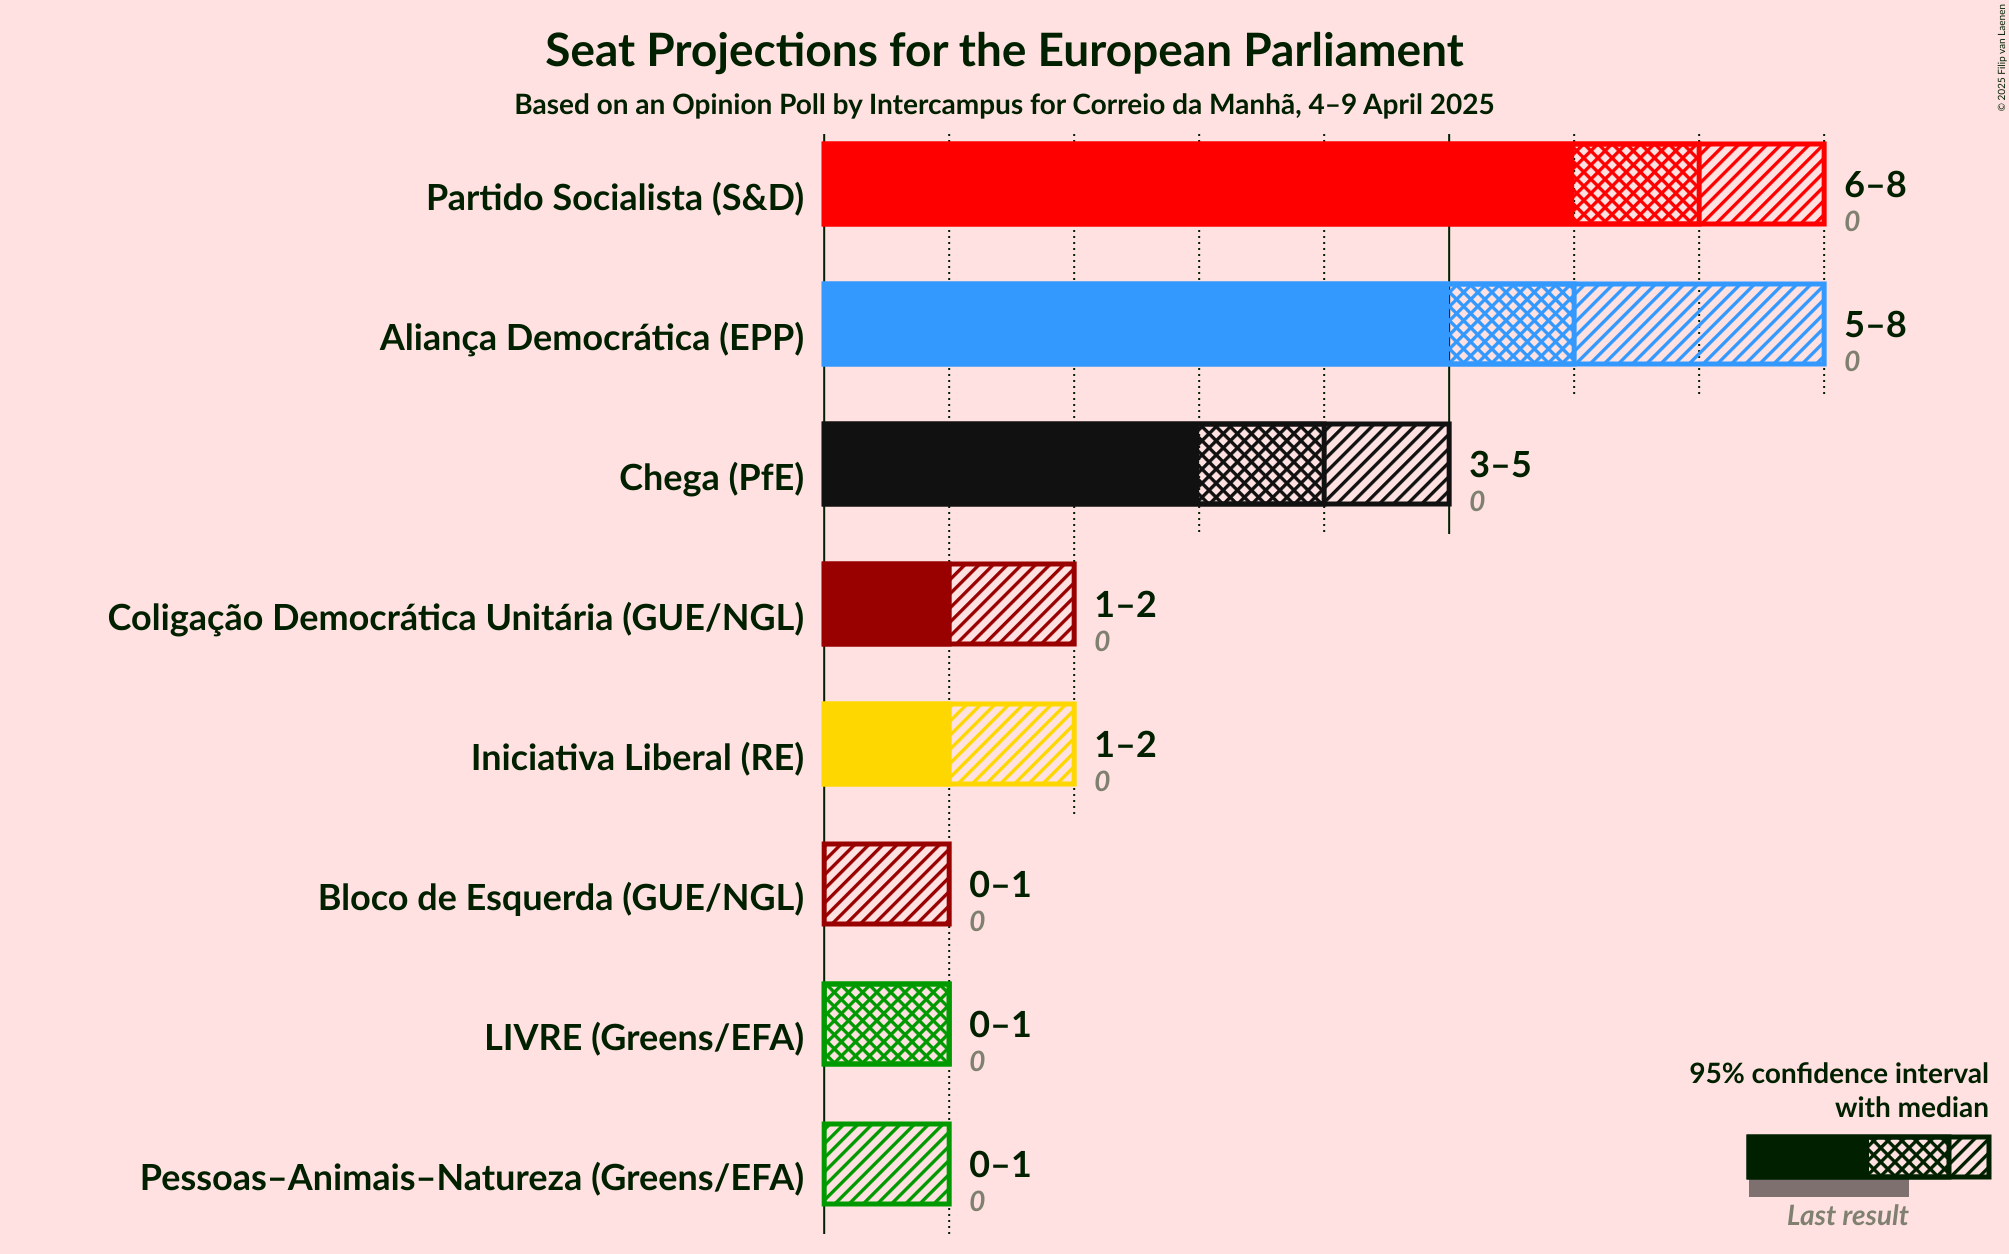 Seat Projections for the European Parliament
Based on an Opinion Poll by Intercampus for Correio da Manhã, 4–9 April 2025
© 2025 Filip van Laenen
Partido Socialista (S&D)
6–8
0
Aliança Democrática (EPP)
5–8
0
Chega (PfE)
3–5
0
Coligação Democrática Unitária (GUE/NGL)
1–2
0
Iniciativa Liberal (RE)
1–2
0
Bloco de Esquerda (GUE/NGL)
0–1
0
LIVRE (Greens/EFA)
0–1
0
Pessoas–Animais–Natureza (Greens/EFA)
0–1
0
95% confidence interval
with median
Last result